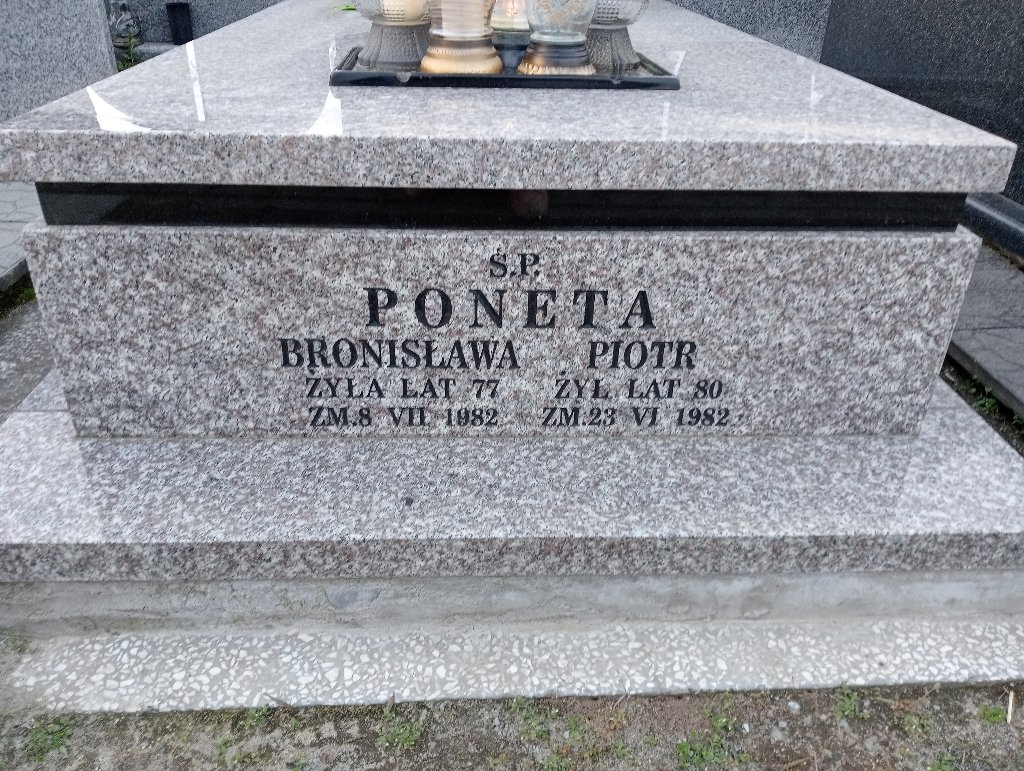 Ś.P.
PONETA
BRONISŁAWA PIOTR
ŻYŁA LAT 77 ŻYŁ LAT 80
ZM.8 VII 1982 ZM.23 VI 1982